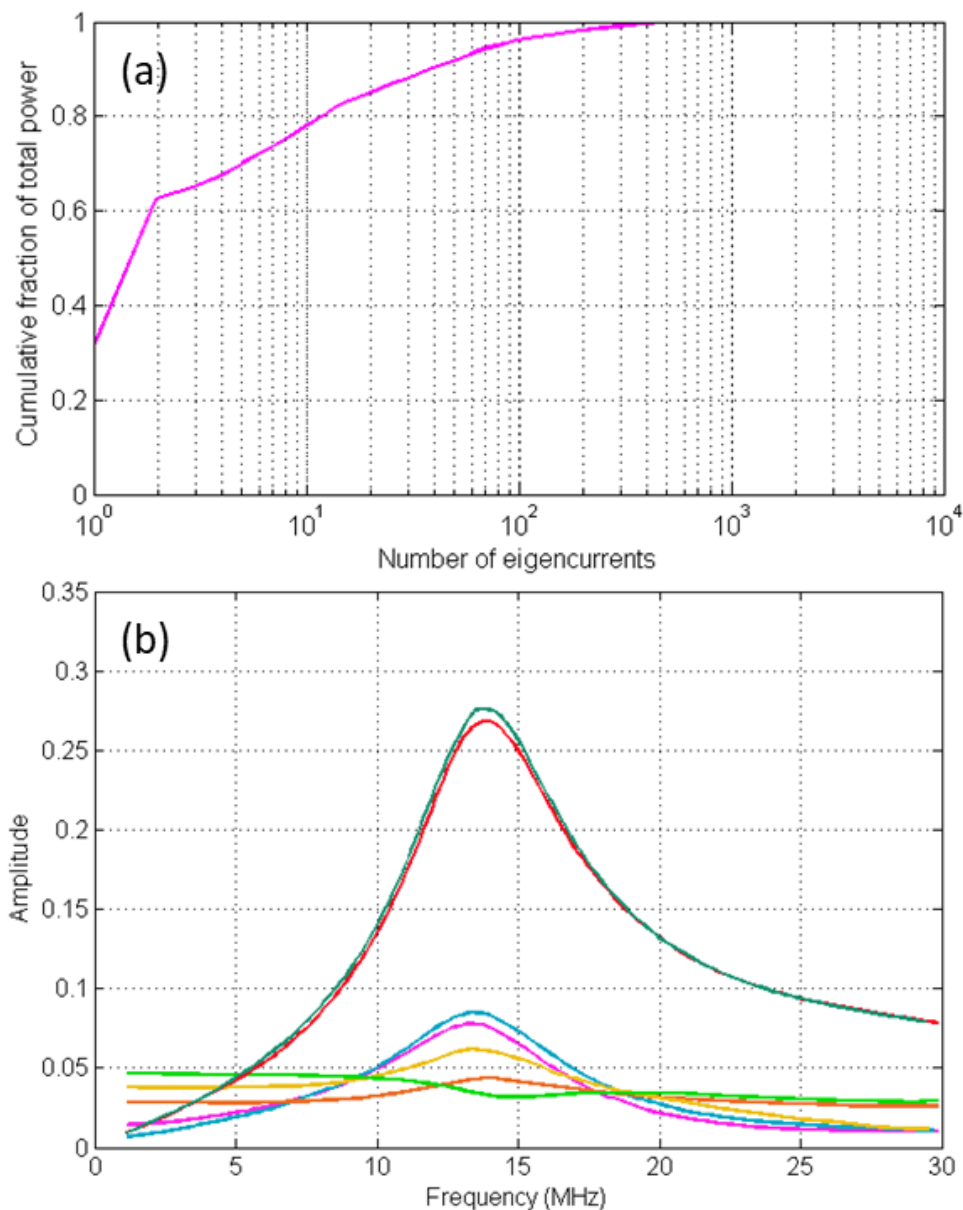 (a)
Cumulative fraction of total power
1
0.8
0.6
0.4
0.2
0
10^0 10^1 10^2 10^3 10^4
Number of eigencurrents
(b)
Amplitude
0.35
0.3
0.25
0.2
0.15
0.1
0.05
0
0 5 10 15 20 25 30
Frequency (MHz)